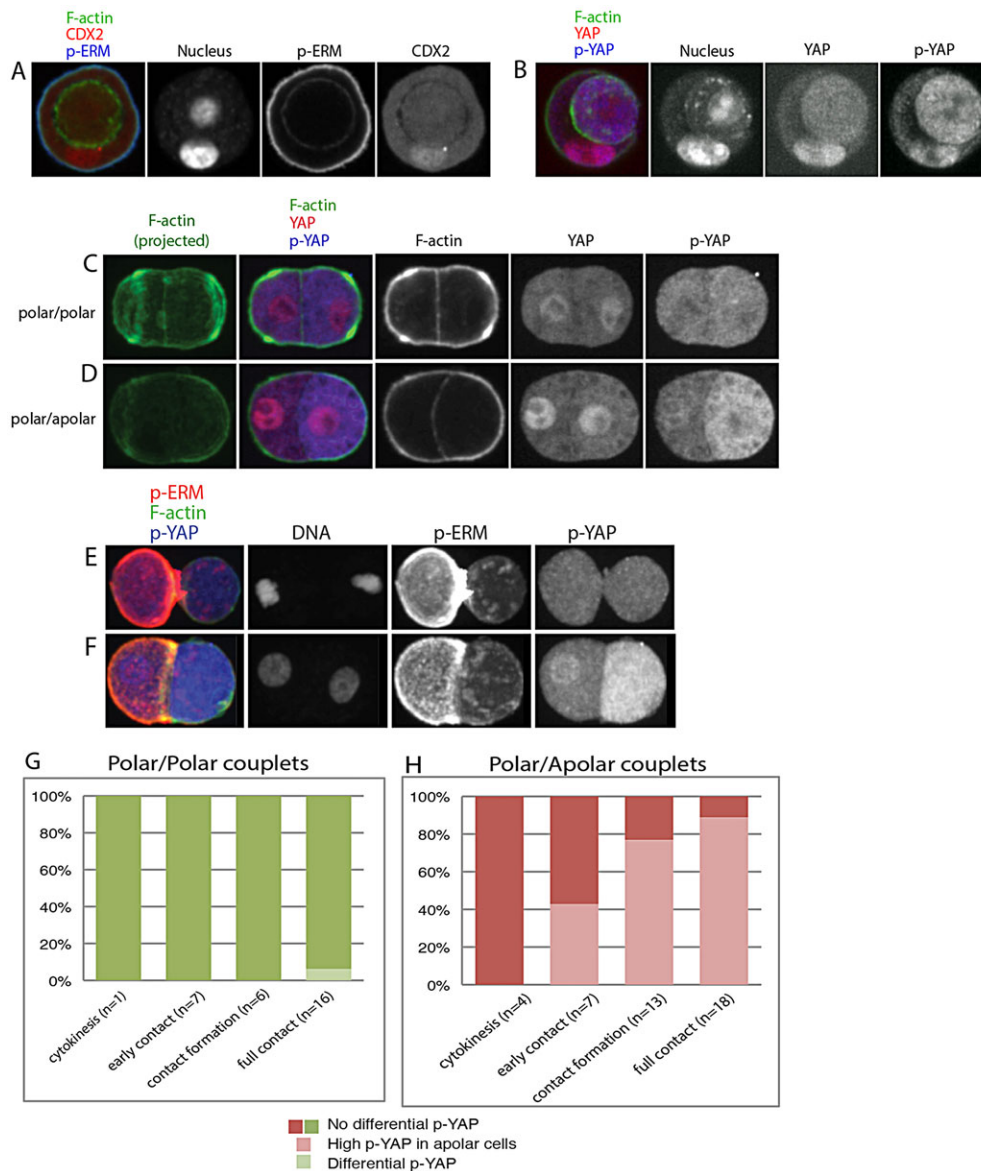 F-actin
CDX2
p-ERM
Nucleus
p-ERM
CDX2
A
F-actin
YAP
p-YAP
Nucleus
YAP
p-YAP
B
F-actin
(projected)
F-actin
YAP
p-YAP
F-actin
YAP
p-YAP
C
polar/polar
D
polar/apolar
p-ERM
F-actin
p-YAP
DNA
p-ERM
p-YAP
E
F
G
Polar/Polar couplets
100%
80%
60%
40%
20%
0%
cytokinesis (n=1)
early contact (n=7)
contact formation (n=6)
full contact (n=16)
H
Polar/Apolar couplets
100%
80%
60%
40%
20%
0%
cytokinesis (n=4)
early contact (n=7)
contact formation (n=13)
full contact (n=18)
No differential p-YAP
High p-YAP in apolar cells
Differential p-YAP